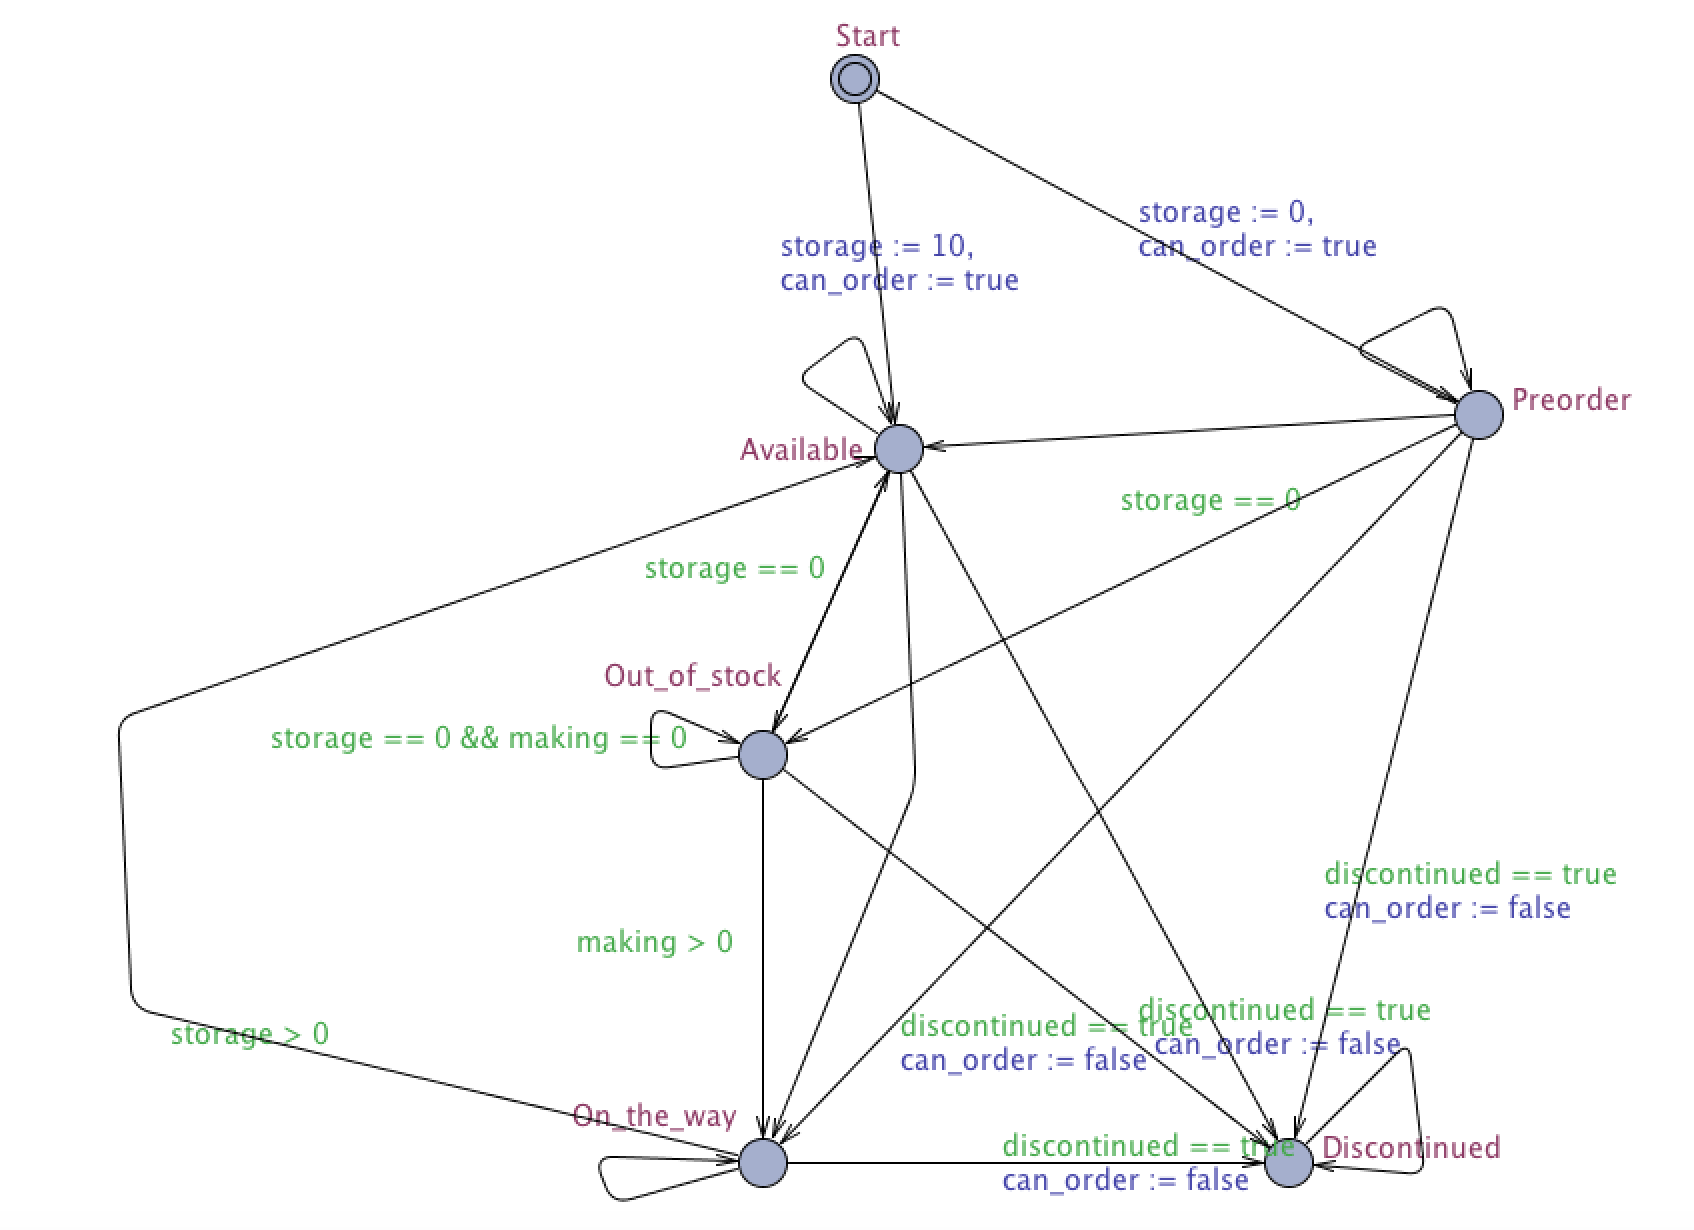 Start
storage := 0,
can_order := true
storage := 10,
can_order := true
Preorder
Available
storage == 0
storage == 0
Out_of_stock
storage == 0 && making == 0
discontinued == true
can_order := false
making > 0
discontinued == true
can_order := false
discontinued == true
can_order := false
storage > 0
On_the_way
discontinued == true
can_order := false
Discontinued